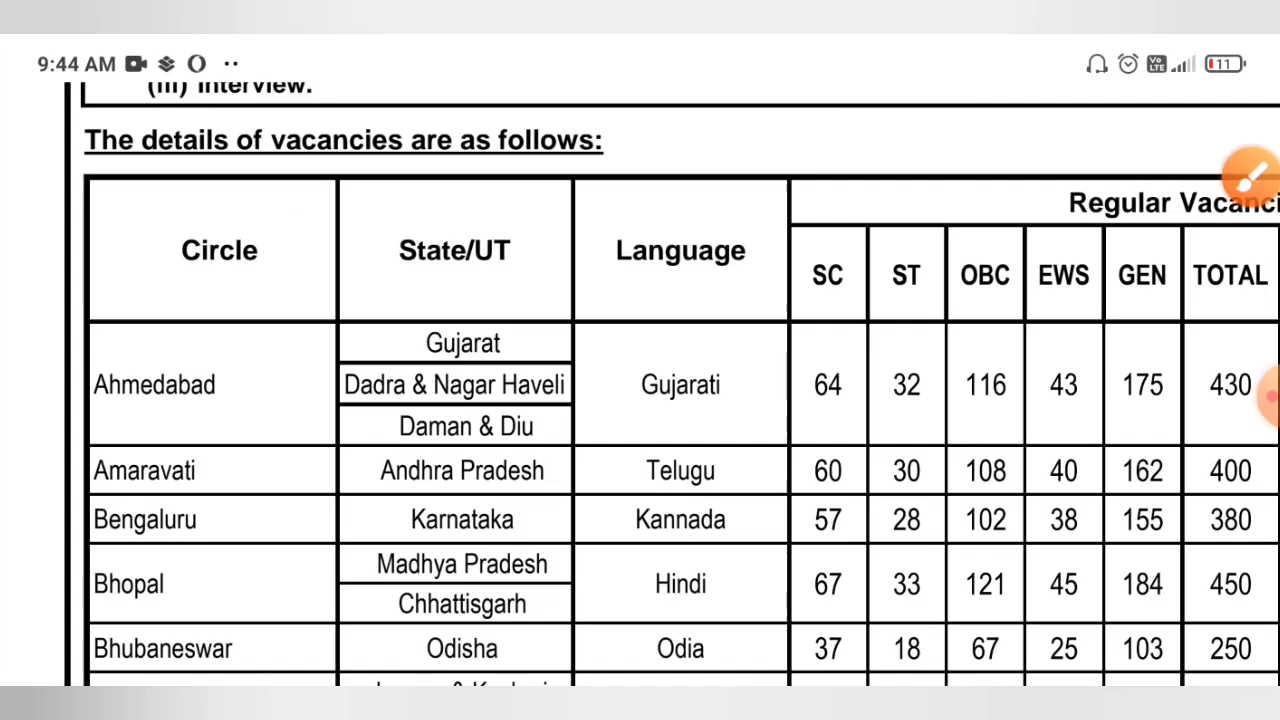 9:44 AM
11
(iii) Interview.
The details of vacancies are as follows:
Circle State/UT Language Regular
SC ST OBC EWS GEN TOTAL
Ahmedabad Gujarat Gujarati 64 32 116 43 175 430
Dadra & Nagar Haveli
Daman & Diu
Amaravati Andhra Pradesh Telugu 60 30 108 40 162 400
Bengaluru Karnataka Kannada 57 28 102 38 155 380
Bhopal Madhya Pradesh Hindi 67 33 121 45 184 450
Chhattisgarh
Bhubaneswar Odisha Odia 37 18 67 25 103 250